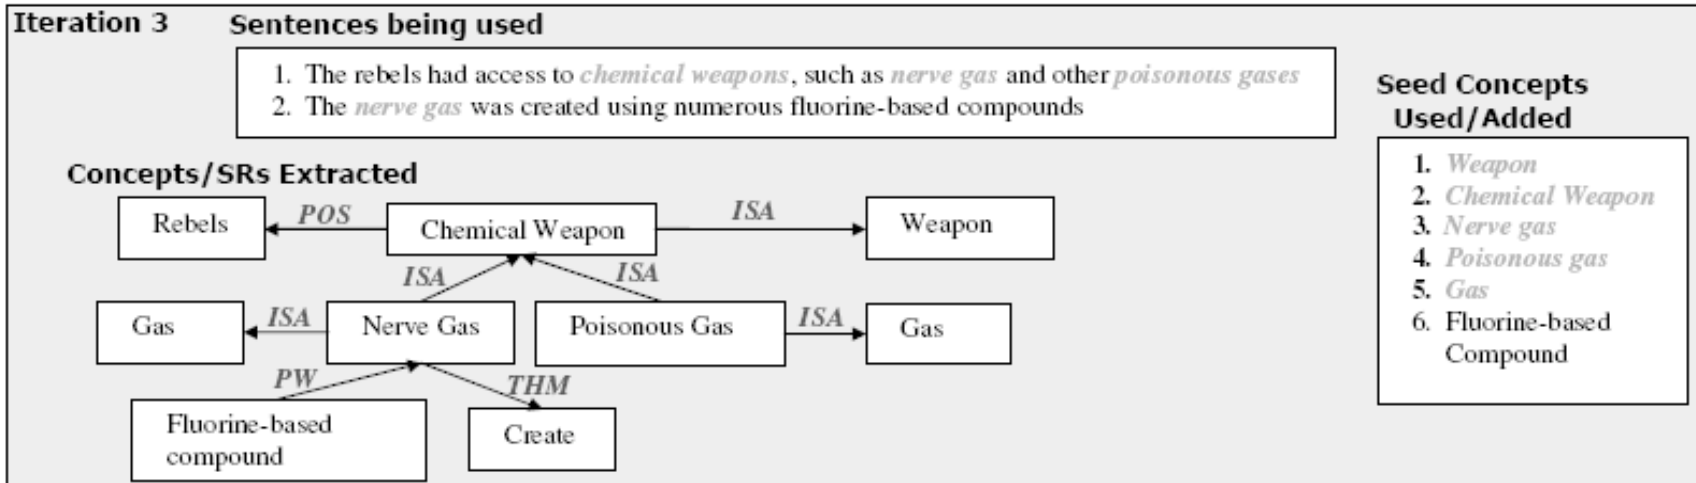 Iteration 3
Sentences being used
1. The rebels had access to chemical weapons, such as nerve gas and other poisonous gases
2. The nerve gas was created using numerous fluorine-based compounds
Seed Concepts
Used/Added
1. Weapon
2. Chemical Weapon
3. Nerve gas
4. Poisonous gas
5. Gas
6. Fluorine-based
Compound
Concepts/SRs Extracted
Rebels
POS
Chemical Weapon
ISA
Weapon
ISA
ISA
Gas
ISA
Nerve Gas
Poisonous Gas
ISA
Gas
PW
THM
Fluorine-based
compound
Create